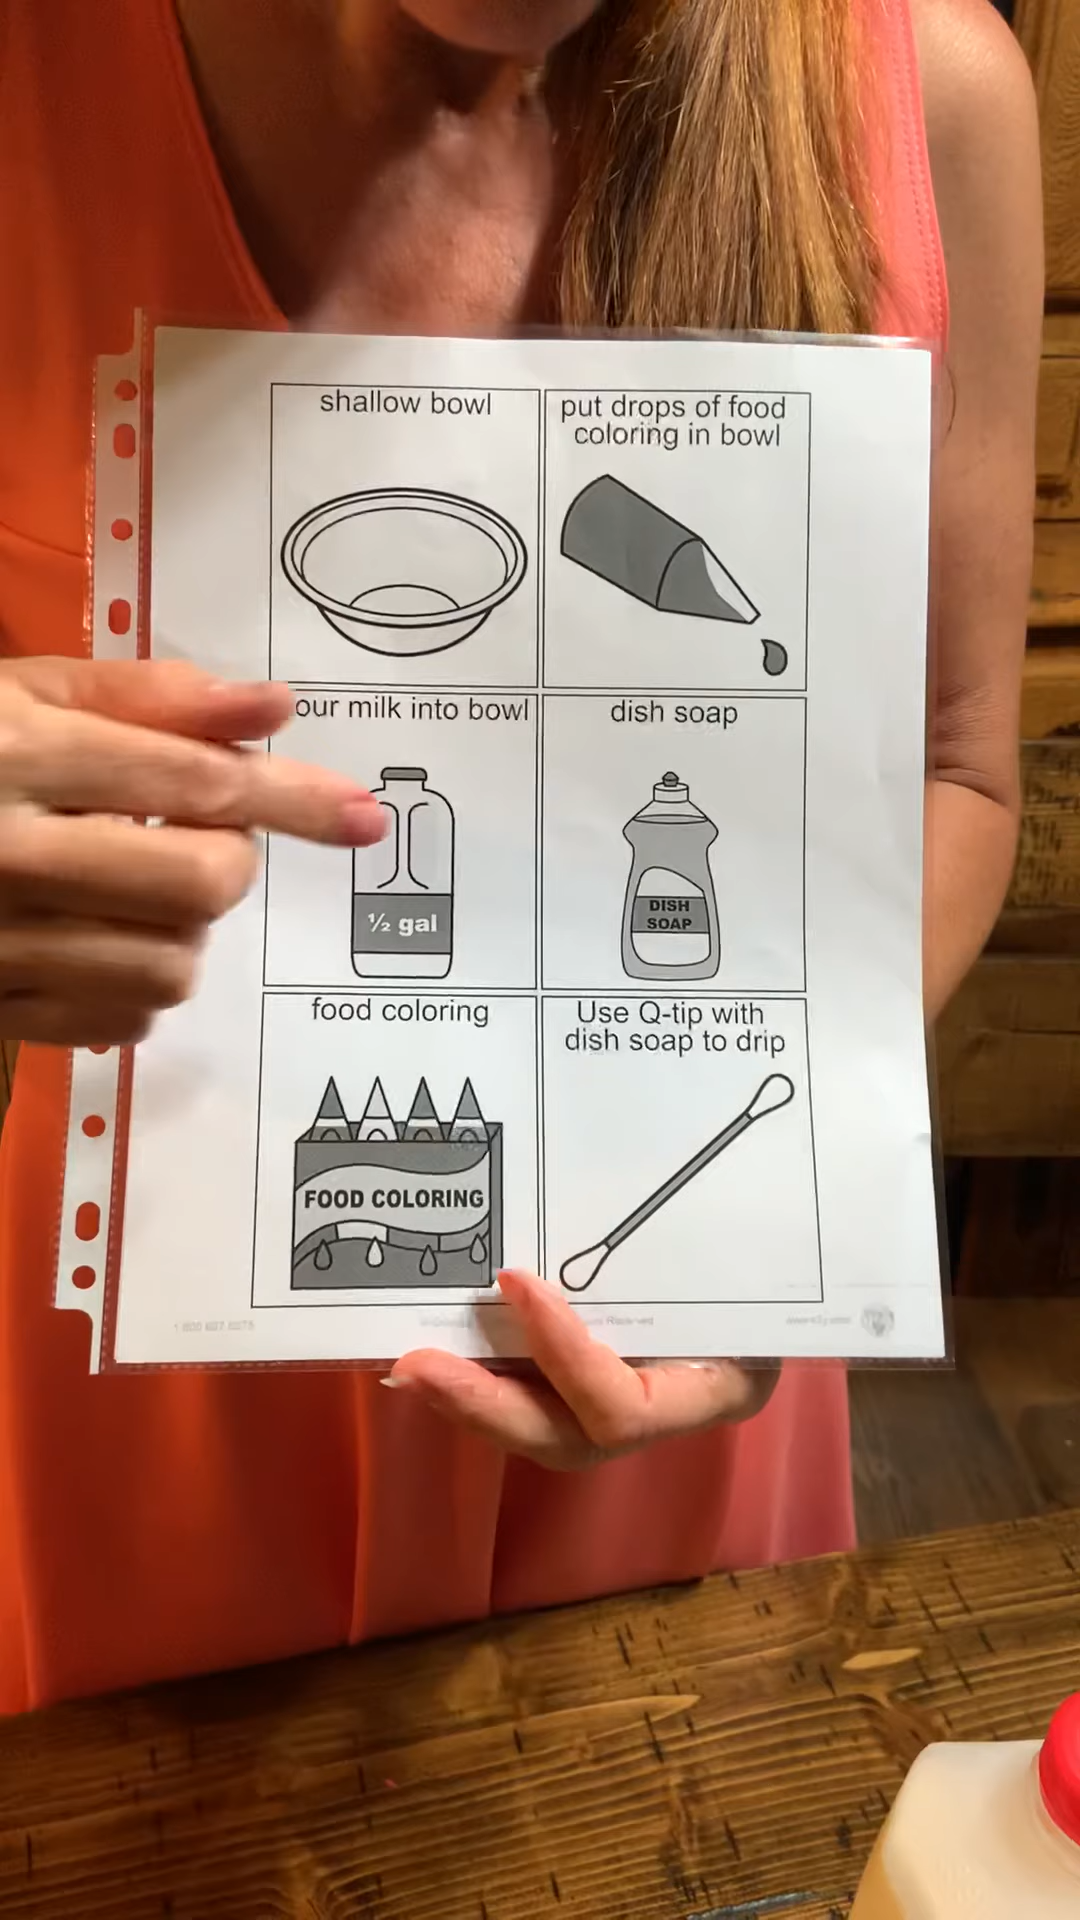 shallow bowl
put drops of food
coloring in bowl
our milk into bowl
½ gal
dish soap
DISH
SOAP
food coloring
FOOD COLORING
Use Q-tip with
dish soap to drip